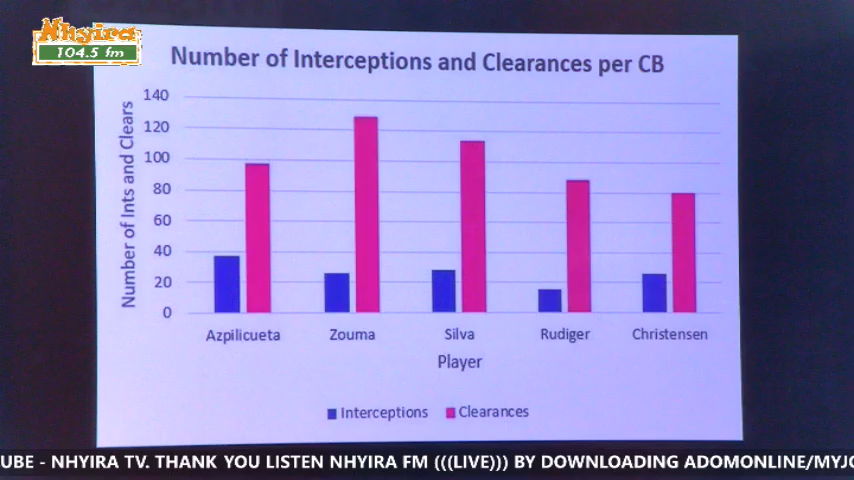 Nhyira
104.5 fm
Number of Interceptions and Clearances per CB
Number of Ints and Clears
140
120
100
80
60
40
20
0
Azpilicueta Zouma Silva Rudiger Christensen
Player
Interceptions Clearances
UBE - NHYIRA TV. THANK YOU LISTEN NHYIRA FM (((LIVE))) BY DOWNLOADING ADOMONLINE/MYJO